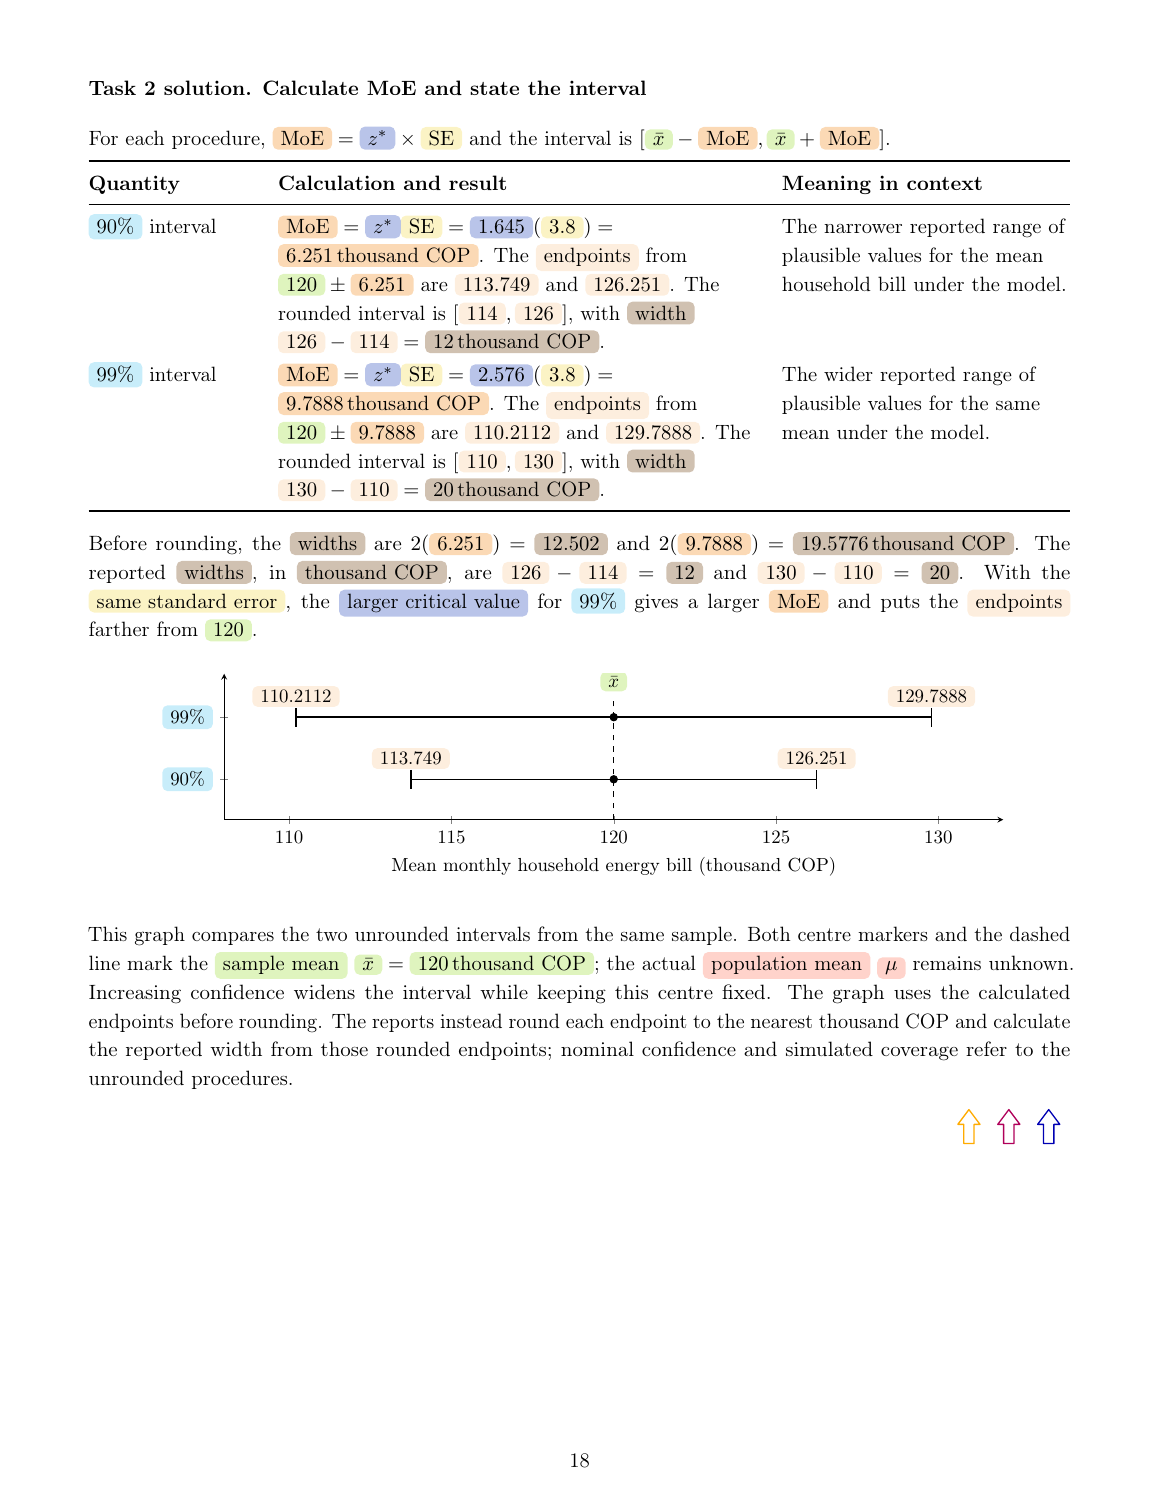 Task 2 solution. Calculate MoE and state the interval
For each procedure, MoE = z* × SE and the interval is [x̄ − MoE, x̄ + MoE].
Quantity Calculation and result Meaning in context
90% interval MoE = z* SE = 1.645(3.8) = The narrower reported range of
6.251 thousand COP. The endpoints from plausible values for the mean
120 ± 6.251 are 113.749 and 126.251. The household bill under the model.
rounded interval is [114, 126], with width
126 − 114 = 12 thousand COP.
99% interval MoE = z* SE = 2.576(3.8) = The wider reported range of
9.7888 thousand COP. The endpoints from plausible values for the same
120 ± 9.7888 are 110.2112 and 129.7888. The mean under the model.
rounded interval is [110, 130], with width
130 − 110 = 20 thousand COP.
Before rounding, the widths are 2(6.251) = 12.502 and 2(9.7888) = 19.5776 thousand COP. The
reported widths, in thousand COP, are 126 − 114 = 12 and 130 − 110 = 20. With the
same standard error, the larger critical value for 99% gives a larger MoE and puts the endpoints
farther from 120.
x̄
110.2112 129.7888
99%
113.749 126.251
90%
110 115 120 125 130
Mean monthly household energy bill (thousand COP)
This graph compares the two unrounded intervals from the same sample. Both centre markers and the dashed
line mark the sample mean x̄ = 120 thousand COP; the actual population mean μ remains unknown.
Increasing confidence widens the interval while keeping this centre fixed. The graph uses the calculated
endpoints before rounding. The reports instead round each endpoint to the nearest thousand COP and calculate
the reported width from those rounded endpoints; nominal confidence and simulated coverage refer to the
unrounded procedures.
18